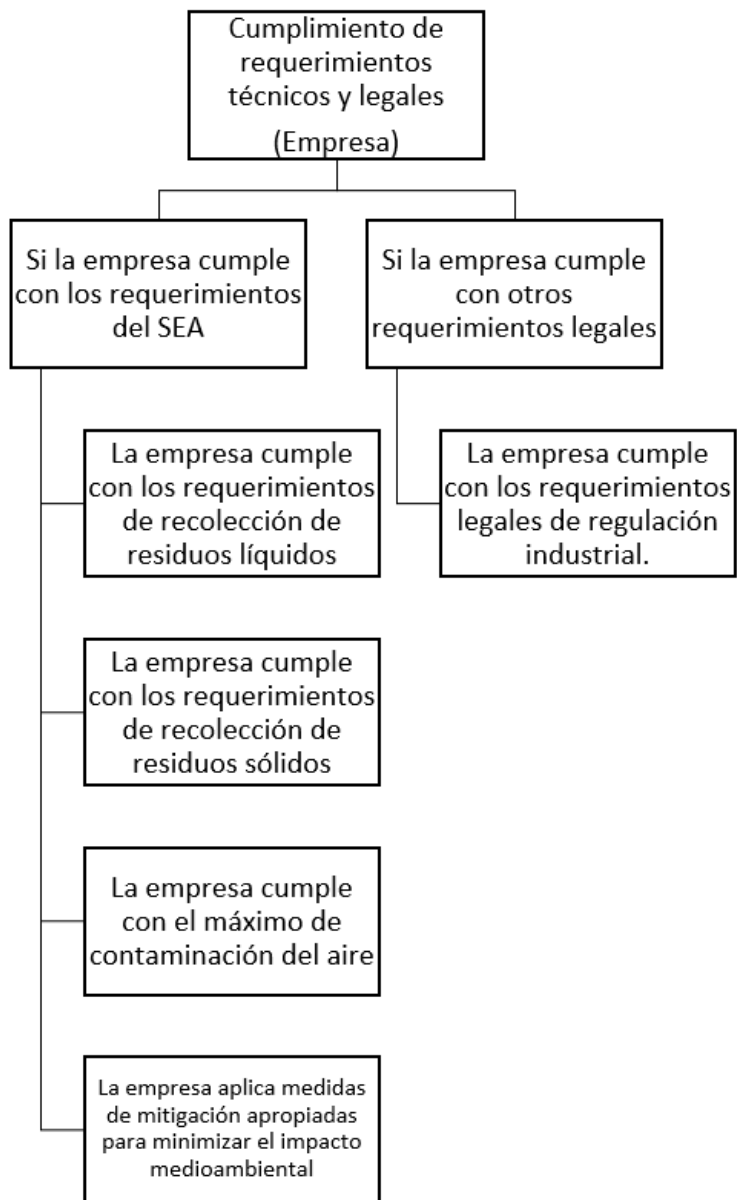 Cumplimiento de
requerimientos
técnicos y legales
(Empresa)
Si la empresa cumple
con los requerimientos
del SEA
Si la empresa cumple
con otros
requerimientos legales
La empresa cumple
con los requerimientos
de recolección de
residuos líquidos
La empresa cumple
con los requerimientos
legales de regulación
industrial.
La empresa cumple
con los requerimientos
de recolección de
residuos sólidos
La empresa cumple
con el máximo de
contaminación del aire
La empresa aplica medidas
de mitigación apropiadas
para minimizar el impacto
medioambiental